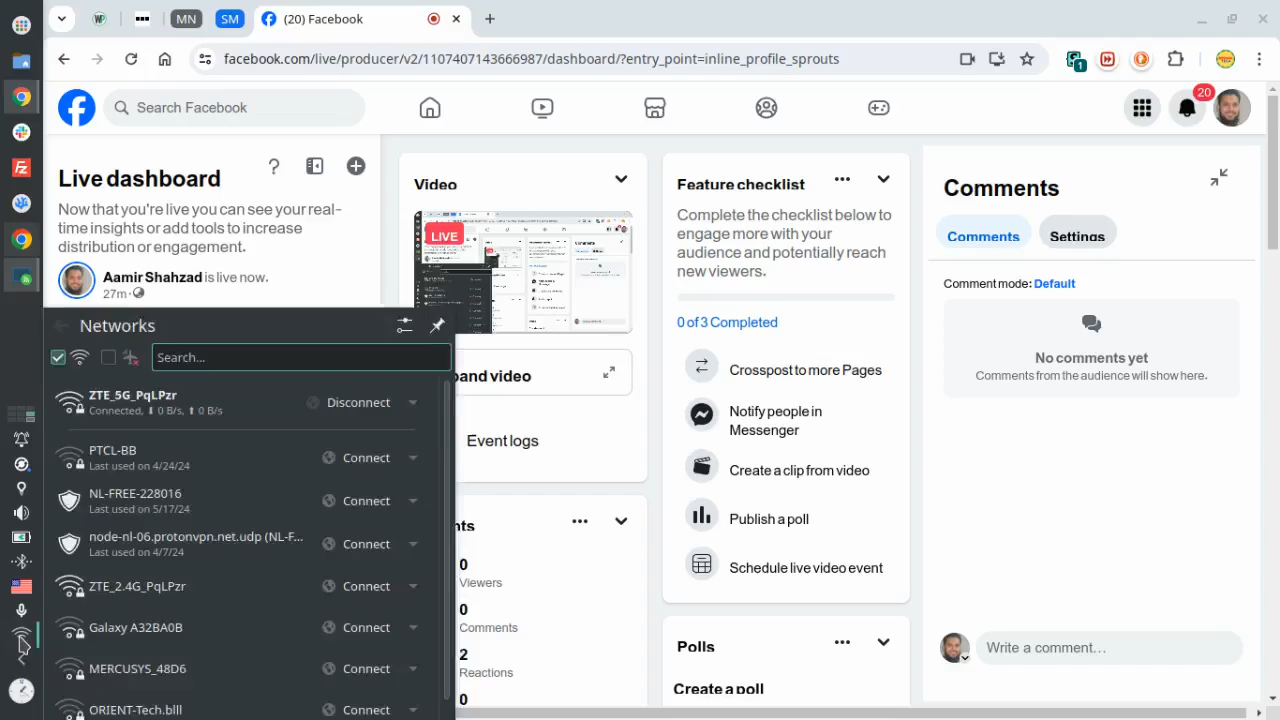 MN
SM
(20) Facebook
facebook.com/live/producer/v2/1107407143666987/dashboard/?entry_point=inline_profile_sprouts
1
Search Facebook
20
Live dashboard
Now that you're live you can see your real-
time insights or add tools to increase
distribution or engagement.
Aamir Shahzad is live now.
27m
Video
LIVE
and video
Event logs
0
Viewers
0
Comments
2
Reactions
0
Feature checklist
Complete the checklist below to
engage more with your
audience and potentially reach
new viewers.
0 of 3 Completed
Crosspost to more Pages
Notify people in
Messenger
Create a clip from video
Publish a poll
Schedule live video event
Polls
Create a poll
Comments
Comments
Settings
Comment mode: Default
No comments yet
Comments from the audience will show here.
Write a comment…
Networks
Search...
ZTE_5G_PqLPzr
Connected, ⬇ 0 B/s, ⬆ 0 B/s
Disconnect
PTCL-BB
Last used on 4/24/24
Connect
NL-FREE-228016
Last used on 5/17/24
Connect
node-nl-06.protonvpn.net.udp (NL-F...
Last used on 4/7/24
Connect
ZTE_2.4G_PqLPzr
Connect
Galaxy A32BA0B
Connect
MERCUSYS_48D6
Connect
ORIENT-Tech.blll
Connect